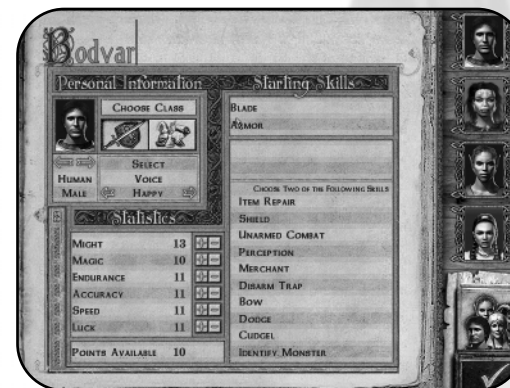 Bodvar
Personal Information
Choose Class
Human
Male
Select
Voice
Happy
Statistics
Might 13
Magic 10
Endurance 11
Accuracy 11
Speed 11
Luck 11
Points Available 10
Starting Skills
Blade
Armor
Choose Two of the Following Skills
Item Repair
Shield
Unarmed Combat
Perception
Merchant
Disarm Trap
Bow
Dodge
Cudgel
Identify Monster